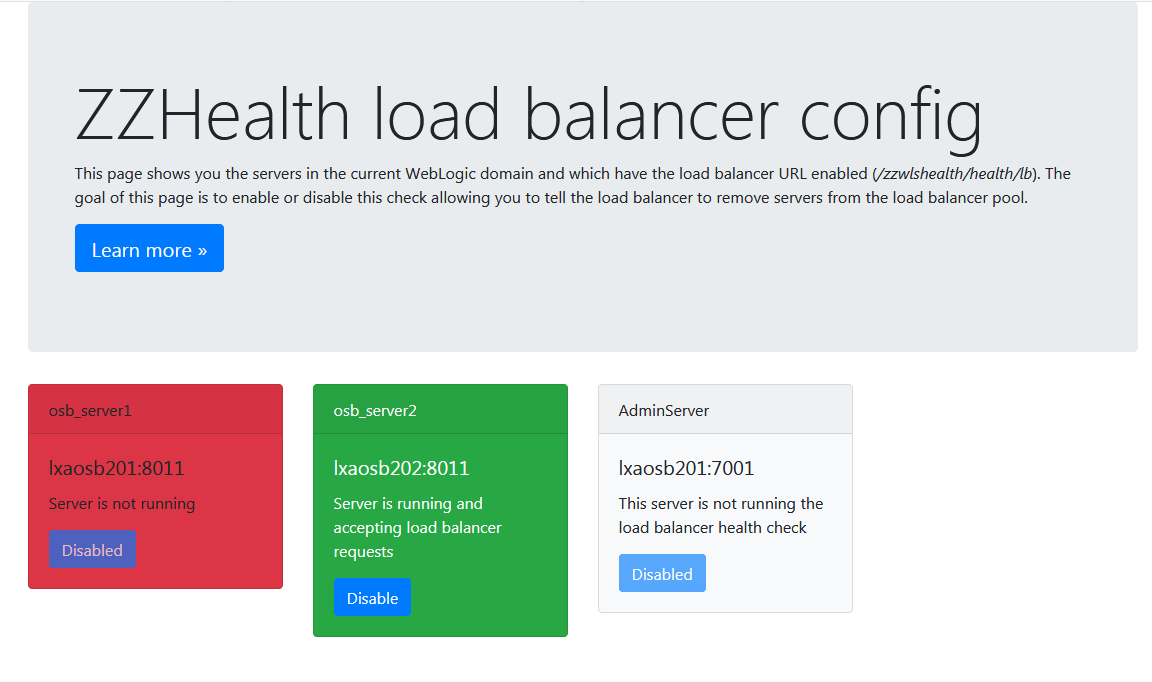 ZZHealth load balancer config
This page shows you the servers in the current WebLogic domain and which have the load balancer URL enabled (/zzwlshealth/health/lb). The
goal of this page is to enable or disable this check allowing you to tell the load balancer to remove servers from the load balancer pool.
Learn more »
osb_server1
lxaosb201:8011
Server is not running
Disabled
osb_server2
lxaosb202:8011
Server is running and
accepting load balancer
requests
Disable
AdminServer
lxaosb201:7001
This server is not running the
load balancer health check
Disabled